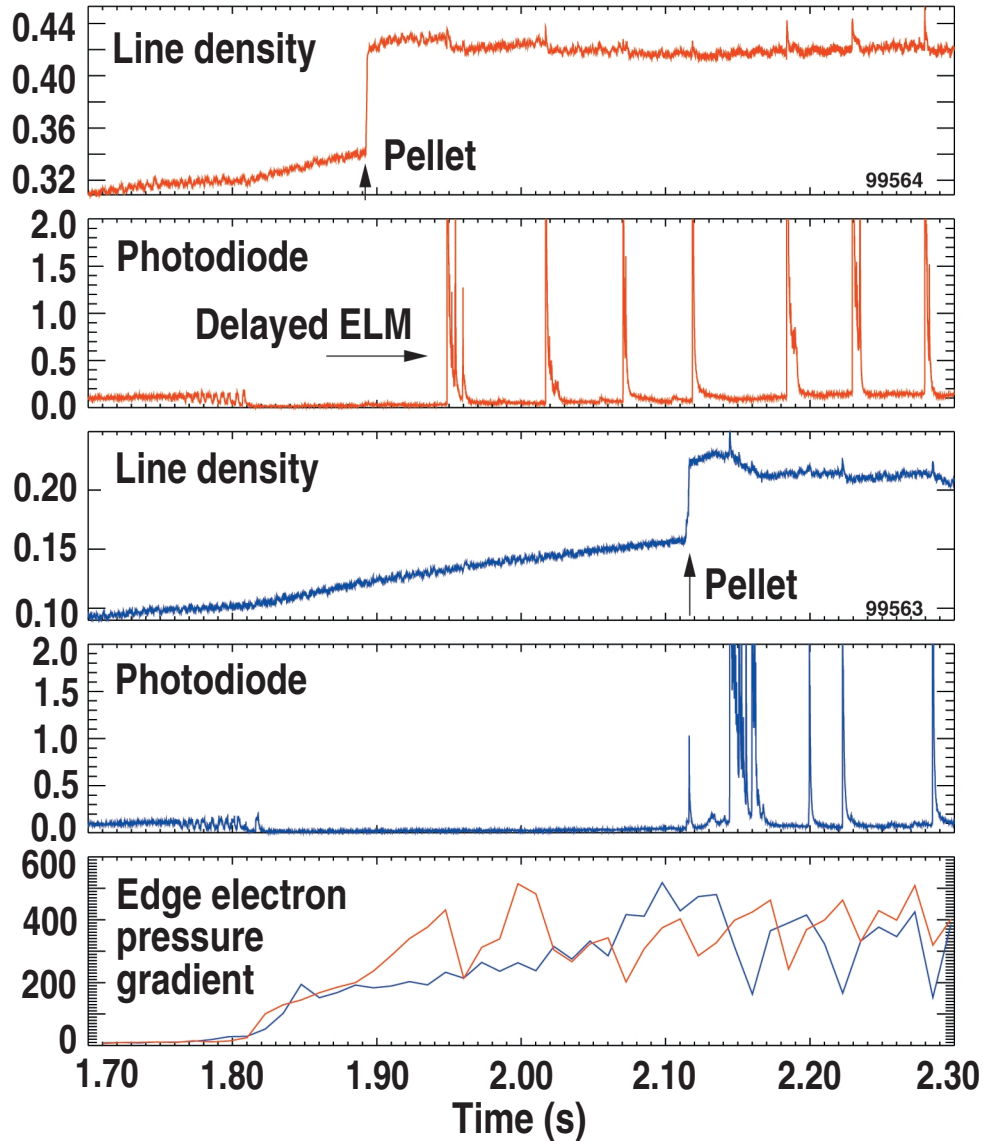 0.44
0.40
0.36
0.32
Line density
Pellet
99564
2.0
1.5
1.0
0.5
0.0
Photodiode
Delayed ELM
0.20
0.15
0.10
Line density
Pellet
99563
2.0
1.5
1.0
0.5
0.0
Photodiode
600
400
200
0
Edge electron
pressure
gradient
1.70 1.80 1.90 2.00 2.10 2.20 2.30
Time (s)